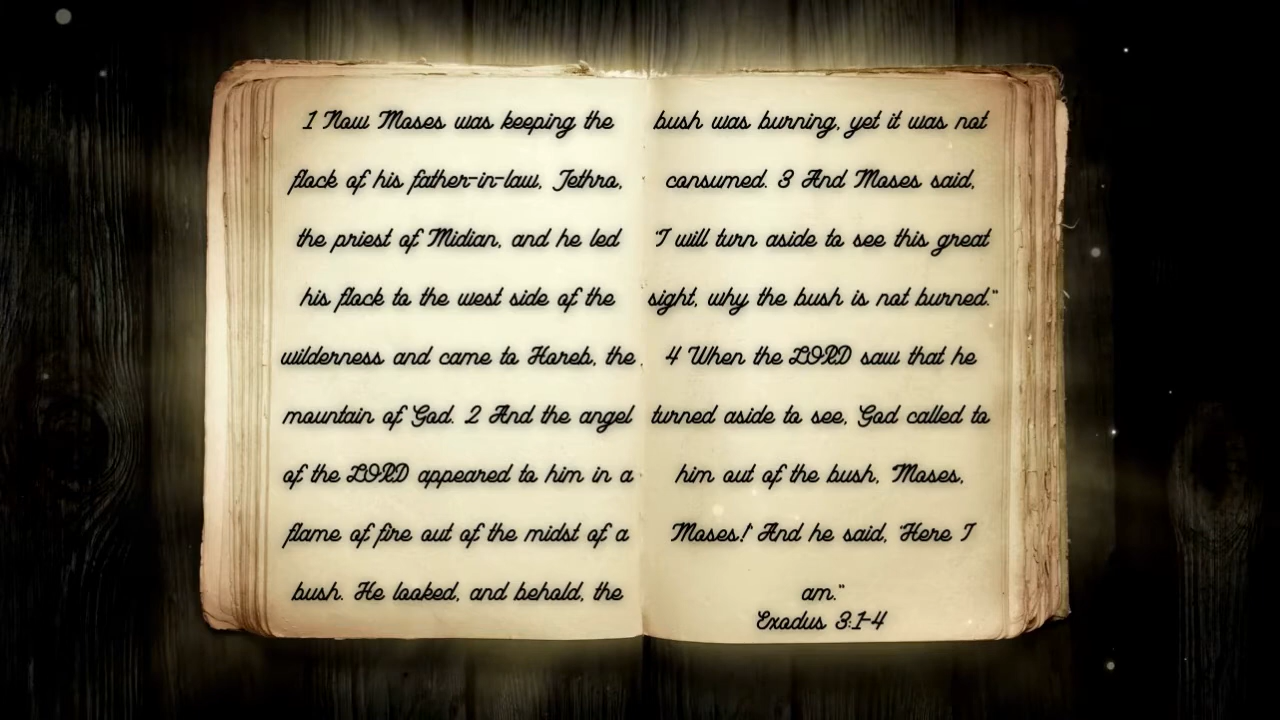 1 Now Moses was keeping the
flock of his father-in-law, Jethro,
the priest of Midian, and he led
his flock to the west side of the
wilderness and came to Horeb, the
mountain of God. 2 And the angel
of the LORD appeared to him in a
flame of fire out of the midst of a
bush. He looked, and behold, the
bush was burning, yet it was not
consumed. 3 And Moses said,
"I will turn aside to see this great
sight, why the bush is not burned."
4 When the LORD saw that he
turned aside to see, God called to
him out of the bush, "Moses,
Moses!" And he said, "Here I
am."
Exodus 3:1-4